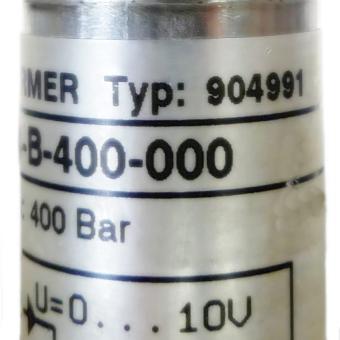 RMER Typ: 904991
-B-400-000
: 400 Bar
U=0...10V